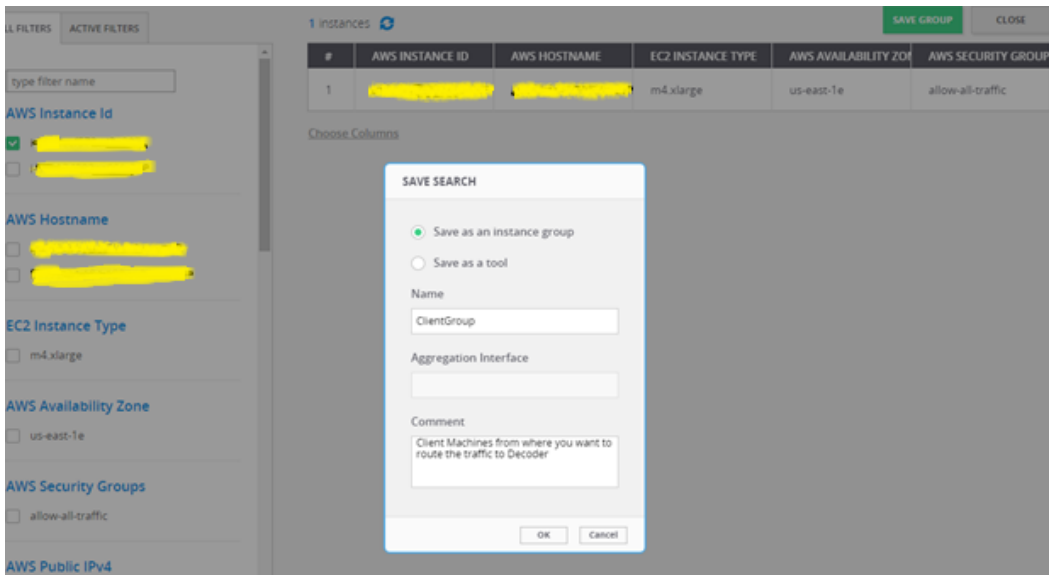 LL FILTERS
ACTIVE FILTERS
type filter name
AWS Instance Id
AWS Hostname
EC2 Instance Type
m4.xlarge
AWS Availability Zone
us-east-1e
AWS Security Groups
allow-all-traffic
AWS Public IPv4
1 instances
SAVE GROUP
CLOSE
# AWS INSTANCE ID AWS HOSTNAME EC2 INSTANCE TYPE AWS AVAILABILITY ZON AWS SECURITY GROUP
1 m4.xlarge us-east-1e allow-all-traffic
Choose Columns
SAVE SEARCH
Save as an instance group
Save as a tool
Name
ClientGroup
Aggregation Interface
Comment
Client Machines from where you want to
route the traffic to Decoder
OK
Cancel